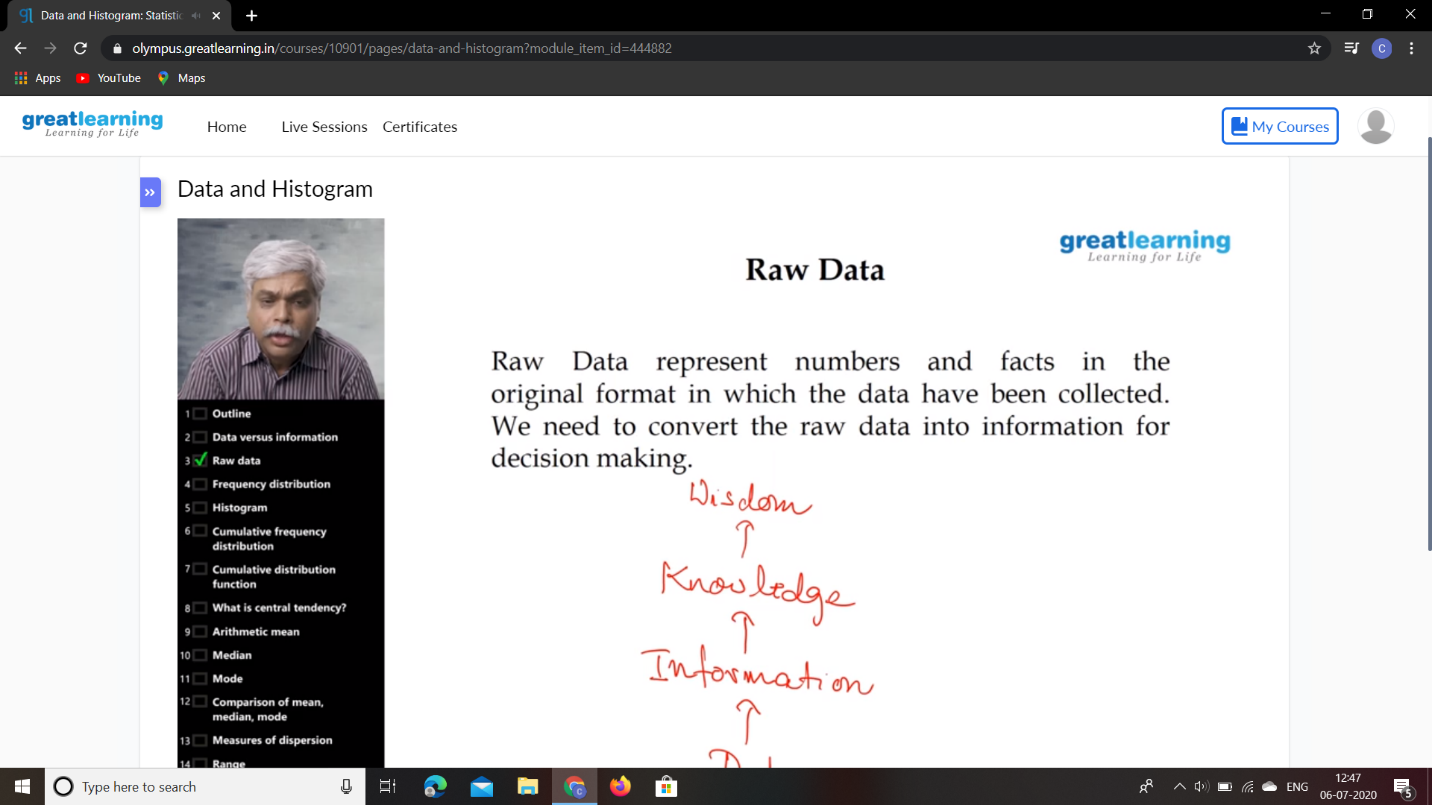 Data and Histogram: Statistic
olympus.greatlearning.in/courses/10901/pages/data-and-histogram?module_item_id=444882
C
Apps
YouTube
Maps
greatlearning
Learning for Life
Home
Live Sessions
Certificates
My Courses
»
Data and Histogram
greatlearning
Learning for Life
Raw Data
Raw Data represent numbers and facts in the
original format in which the data have been collected.
We need to convert the raw data into information for
decision making.
Wisdom
↑
Knowledge
↑
Information
↑
1 Outline
2 Data versus information
3 Raw data
4 Frequency distribution
5 Histogram
6 Cumulative frequency
distribution
7 Cumulative distribution
function
8 What is central tendency?
9 Arithmetic mean
10 Median
11 Mode
12 Comparison of mean,
median, mode
13 Measures of dispersion
14 Range
Type here to search
ENG
12:47
06-07-2020
5